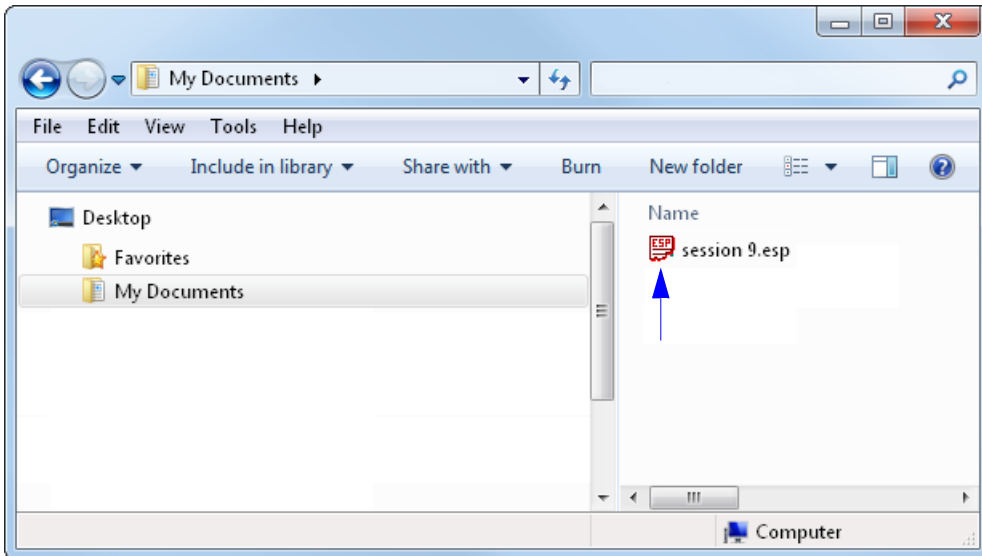 My Documents
File Edit View Tools Help
Organize Include in library Share with Burn New folder
Desktop
Favorites
My Documents
Name
ESP session 9.esp
Computer